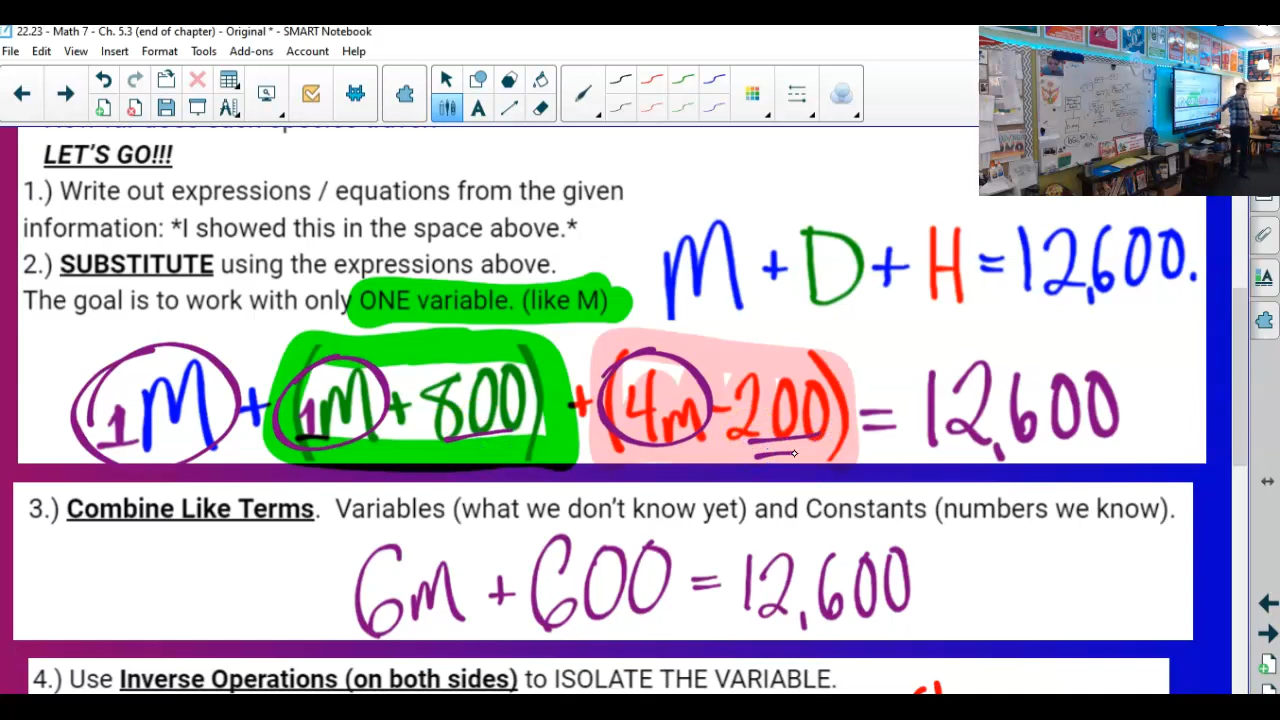 22.23 - Math 7 - Ch. 5.3 (end of chapter) - Original * - SMART Notebook
File Edit View Insert Format Tools Add-ons Account Help
LET'S GO!!!
1.) Write out expressions / equations from the given
information: *I showed this in the space above.*
2.) SUBSTITUTE using the expressions above.
The goal is to work with only ONE variable. (like M)
M + D + H = 12,600.
1M + (1M + 800) + (4m - 200) = 12,600
3.) Combine Like Terms. Variables (what we don't know yet) and Constants (numbers we know).
6m + 600 = 12,600
4.) Use Inverse Operations (on both sides) to ISOLATE THE VARIABLE.